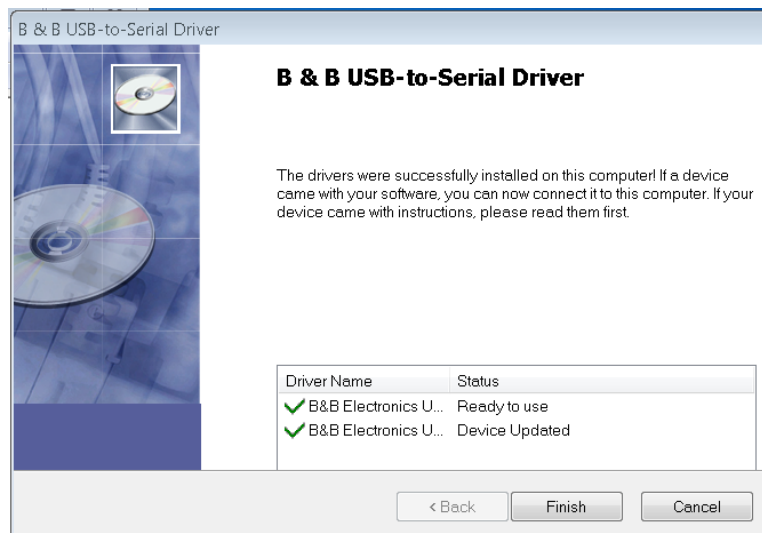 B & B USB-to-Serial Driver
B & B USB-to-Serial Driver
The drivers were successfully installed on this computer! If a device
came with your software, you can now connect it to this computer. If your
device came with instructions, please read them first.
Driver Name Status
B&B Electronics U... Ready to use
B&B Electronics U... Device Updated
< Back Finish Cancel